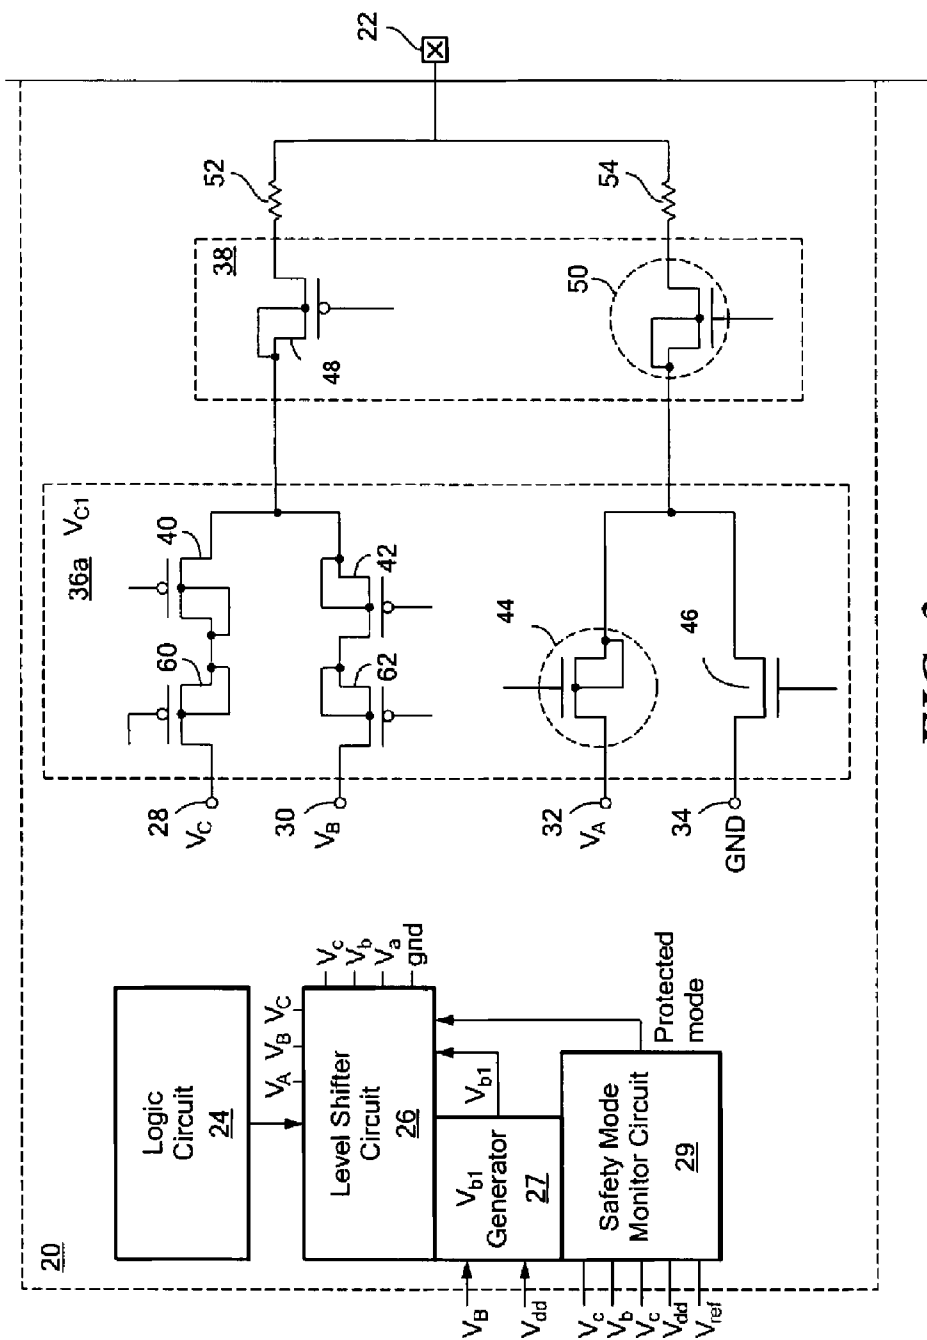 20
Logic
Circuit
24
Level Shifter
Circuit
26
V_A V_B V_C
V_c
V_b
V_a
gnd
V_b1
Generator
27
V_b1
V_B
V_dd
Safety Mode
Monitor Circuit
29
Protected
mode
V_c
V_b
V_c
V_dd
V_ref
36a V_C1
28
V_C
60
40
30
V_B
62
42
32
V_A
44
34
GND
46
38
48
50
52
54
22